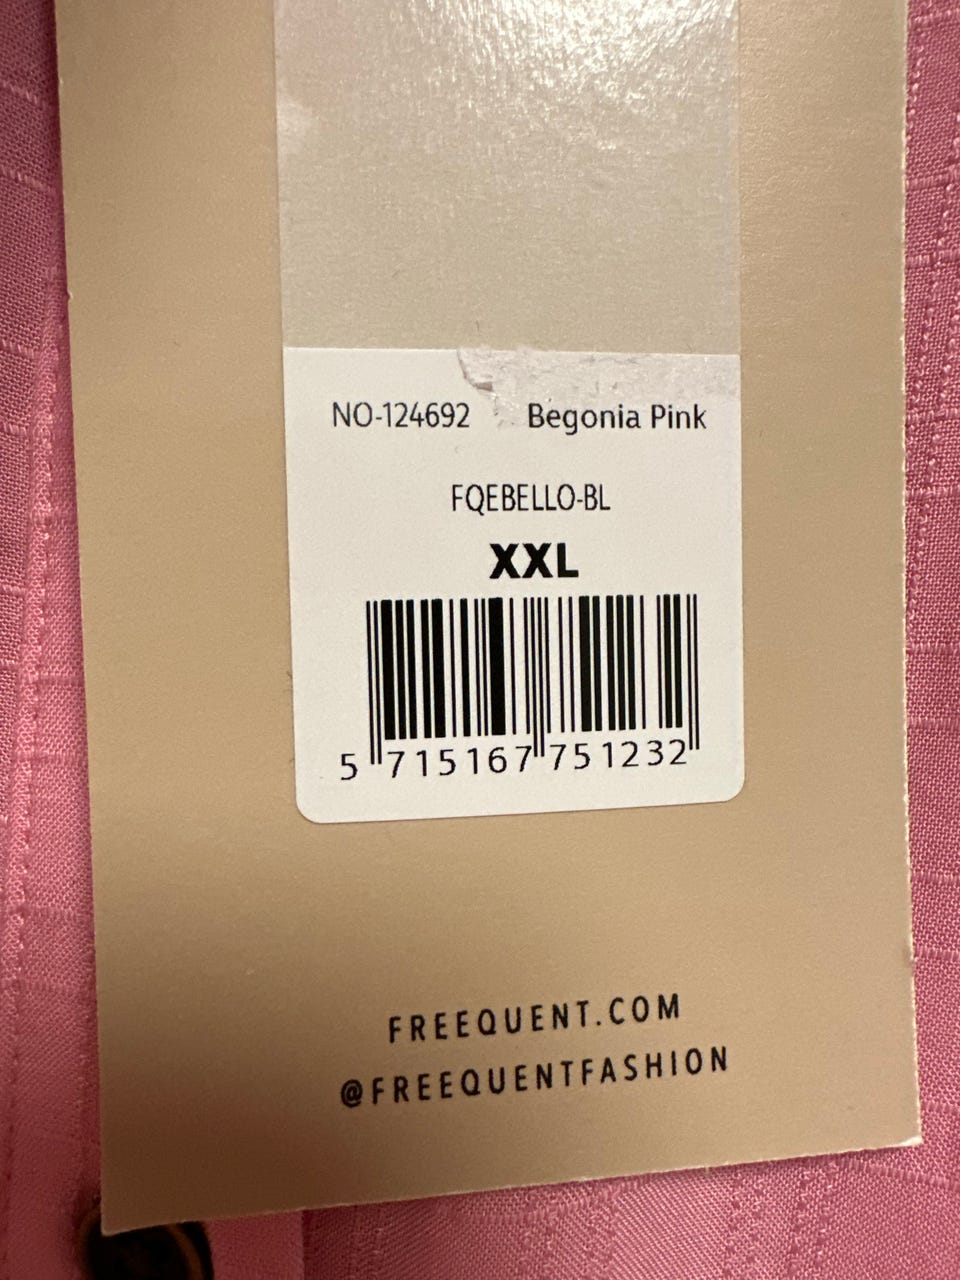 NO-124692 Begonia Pink
FQEBELLO-BL
XXL
5 715167 751232
FREEQUENT.COM
@FREEQUENTFASHION